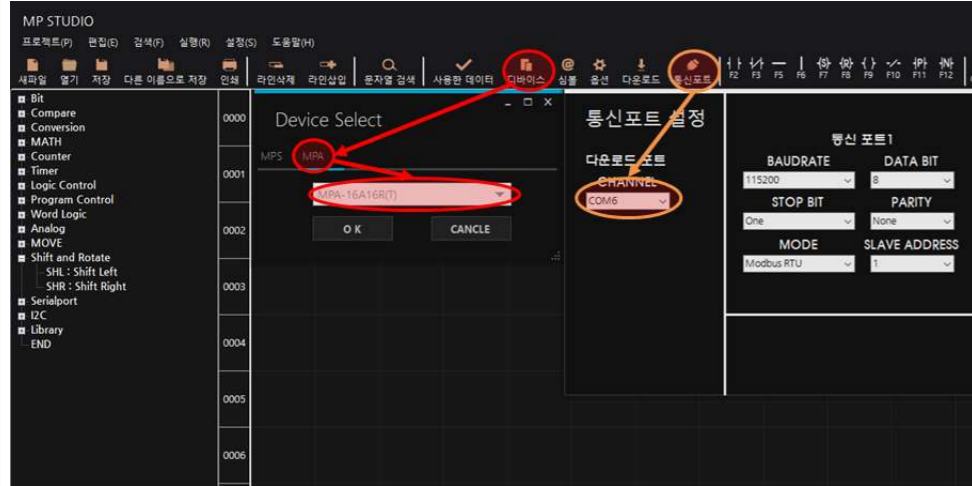 MP STUDIO
프로젝트(P) 편집(E) 검색(F) 실행(R) 설정(S) 도움말(H)
새파일 열기 저장 다른 이름으로 저장 인쇄 라인삭제 라인삽입 문자열 검색 사용한 데이터 디바이스 심볼 옵션 다운로드 통신포트 F2 F3 F5 F6 F7 F8 F9 F10 F11 F12
Bit
Compare
Conversion
MATH
Counter
Timer
Logic Control
Program Control
Word Logic
Analog
MOVE
Shift and Rotate
SHL : Shift Left
SHR : Shift Right
Serialport
I2C
Library
END
0000
0001
0002
0003
0004
0005
0006
Device Select
MPS MPA
MPA-16A16R(T)
O K CANCLE
통신포트 설정
다운로드 포트
CHANNEL
COM6
통신 포트1
BAUDRATE DATA BIT
115200 8
STOP BIT PARITY
One None
MODE SLAVE ADDRESS
Modbus RTU 1